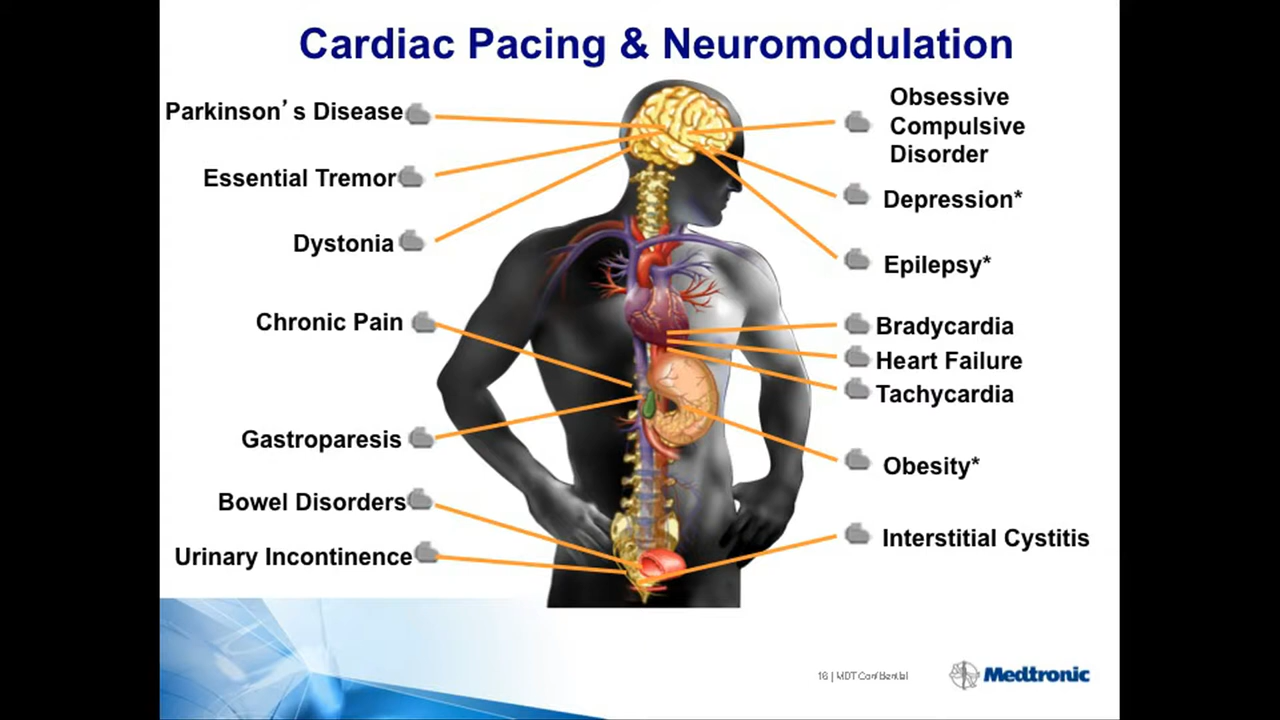 Cardiac Pacing & Neuromodulation
Parkinson’s Disease
Essential Tremor
Dystonia
Chronic Pain
Gastroparesis
Bowel Disorders
Urinary Incontinence
Obsessive
Compulsive
Disorder
Depression*
Epilepsy*
Bradycardia
Heart Failure
Tachycardia
Obesity*
Interstitial Cystitis
16 | MDT Confidential
Medtronic